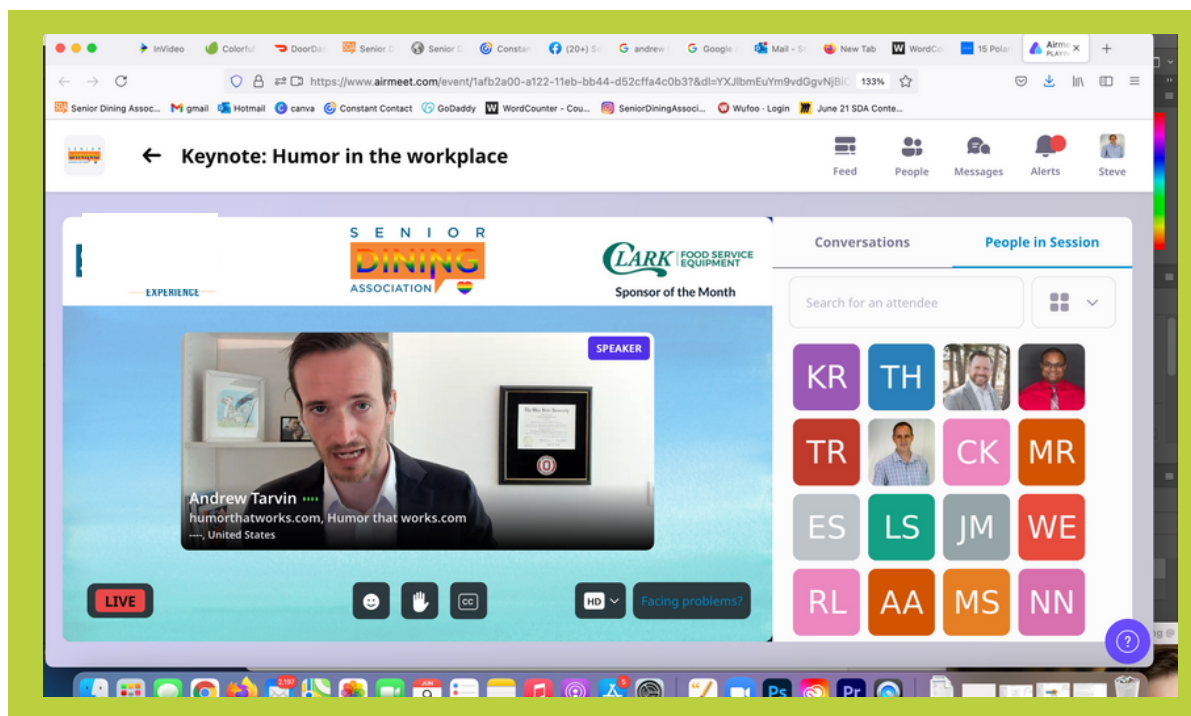 InVideo
Colorful
DoorDas
Senior D
Senior D
Constan
(20+) S
andrew t
Google
Mail - S
New Tab
WordCo
15 Polar
Airme
PLAYIN
https://www.airmeet.com/event/1afb2a00-a122-11eb-bb44-d52cffa4c0b3?&dl=YXJlbmEuYm9vdGgvNjBiC
133%
Senior Dining Assoc...
gmail
Hotmail
canva
Constant Contact
GoDaddy
WordCounter - Cou...
SeniorDiningAssoci...
Wufoo · Login
June 21 SDA Conte...
Keynote: Humor in the workplace
Feed
People
Messages
Alerts
Steve
EXPERIENCE
SENIOR
DINING
ASSOCIATION
CLARK FOOD SERVICE
EQUIPMENT
Sponsor of the Month
SPEAKER
Andrew Tarvin
humorthatworks.com, Humor that works.com
----, United States
LIVE
CC
HD
Facing problems?
Conversations
People in Session
Search for an attendee
KR
TH
TR
CK
MR
ES
LS
JM
WE
RL
AA
MS
NN
?
2,197
JUN
9
5
Ps
Pr